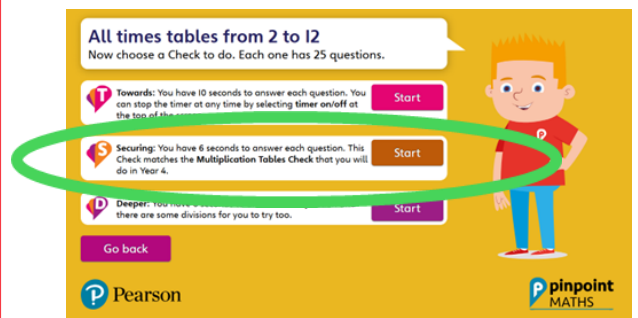 All times tables from 2 to 12
Now choose a Check to do. Each one has 25 questions.
T
Towards: You have 10 seconds to answer each question. You
can stop the timer at any time by selecting timer on/off at
the top of the
Start
S
Securing: You have 6 seconds to answer each question. This
Check matches the Multiplication Tables Check that you will
do in Year 4.
Start
D
Deeper: You have 6
there are some divisions for you to try too.
Start
Go back
P Pearson
P
pinpoint
MATHS